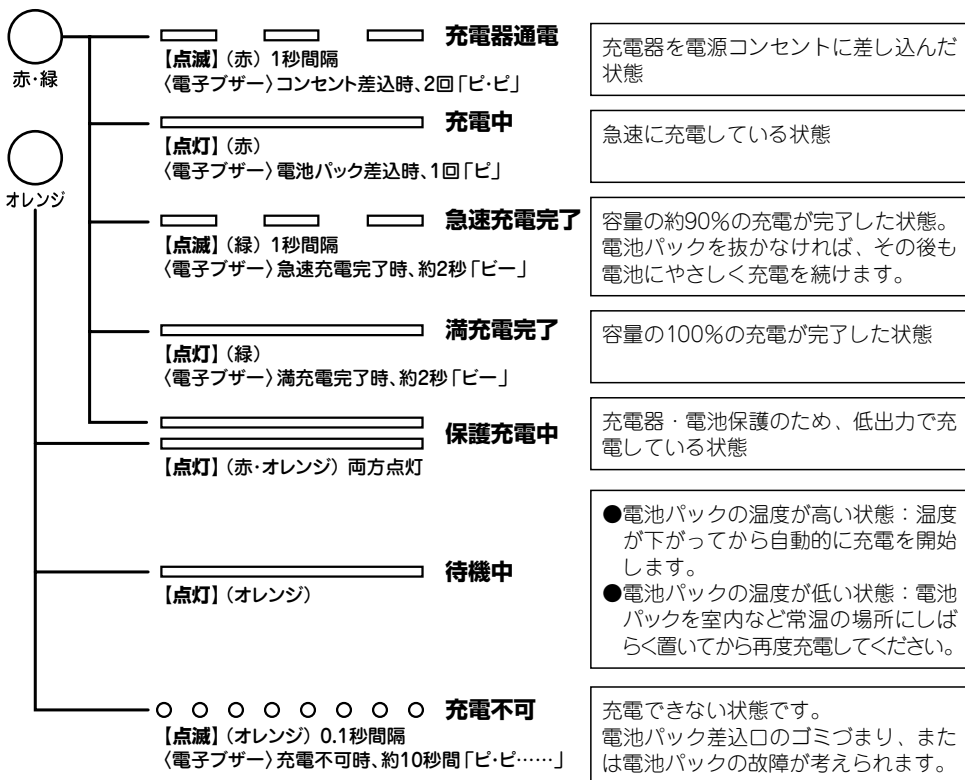 赤・緑
オレンジ
充電器通電
【点滅】(赤) 1秒間隔
〈電子ブザー〉コンセント差込時、2回「ピ・ピ」
充電器を電源コンセントに差し込んだ
状態
充電中
【点灯】(赤)
〈電子ブザー〉電池パック差込時、1回「ピ」
急速に充電している状態
急速充電完了
【点滅】(緑) 1秒間隔
〈電子ブザー〉急速充電完了時、約2秒「ピー」
容量の約90%の充電が完了した状態。
電池パックを抜かなければ、その後も
電池にやさしく充電を続けます。
満充電完了
【点灯】(緑)
〈電子ブザー〉満充電完了時、約2秒「ピー」
容量の100%の充電が完了した状態
保護充電中
【点灯】(赤・オレンジ) 両方点灯
充電器・電池保護のため、低出力で充
電している状態
待機中
【点灯】(オレンジ)
●電池パックの温度が高い状態:温度
が下がってから自動的に充電を開始
します。
●電池パックの温度が低い状態:電池
パックを室内など常温の場所にしば
らく置いてから再度充電してください。
充電不可
【点滅】(オレンジ) 0.1秒間隔
〈電子ブザー〉充電不可時、約10秒間「ピ・ピ……」
充電できない状態です。
電池パック差込口のゴミづまり、また
は電池パックの故障が考えられます。